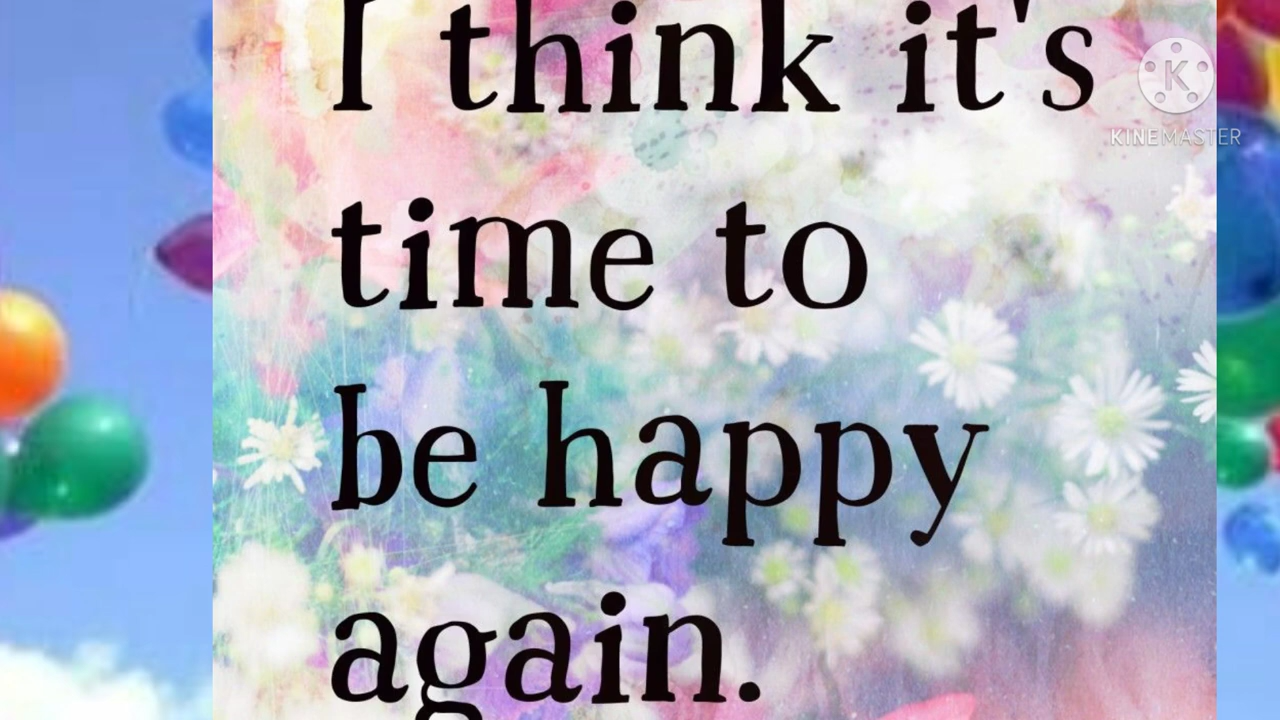 I think it's
K
KINEMASTER
time to
be happy
again.